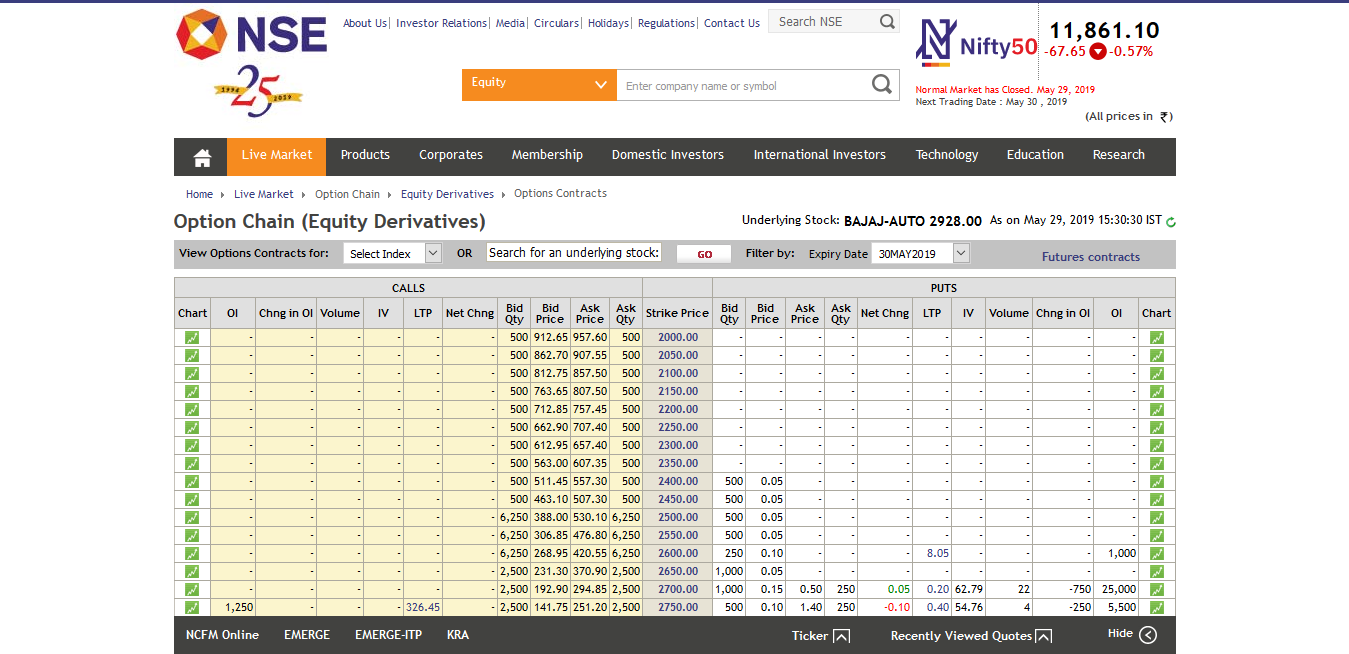 NSE
1994 25 2019
About Us| Investor Relations| Media| Circulars| Holidays| Regulations| Contact Us
Search NSE
Equity
Enter company name or symbol
Nifty50
11,861.10
-67.65 -0.57%
Normal Market has Closed. May 29, 2019
Next Trading Date : May 30 , 2019
(All prices in ₹)
Live Market Products Corporates Membership Domestic Investors International Investors Technology Education Research
Home Live Market Option Chain Equity Derivatives Options Contracts
Option Chain (Equity Derivatives)
Underlying Stock: BAJAJ-AUTO 2928.00 As on May 29, 2019 15:30:30 IST
View Options Contracts for: Select Index OR Search for an underlying stock: GO Filter by: Expiry Date 30MAY2019 Futures contracts
CALLS PUTS
Chart OI Chng in OI Volume IV LTP Net Chng Bid Qty Bid Price Ask Price Ask Qty Strike Price Bid Qty Bid Price Ask Price Ask Qty Net Chng LTP IV Volume Chng in OI OI Chart
- - - - - - 500 912.65 957.60 500 2000.00 - - - - - - - - - -
- - - - - - 500 862.70 907.55 500 2050.00 - - - - - - - - - -
- - - - - - 500 812.75 857.50 500 2100.00 - - - - - - - - - -
- - - - - - 500 763.65 807.50 500 2150.00 - - - - - - - - - -
- - - - - - 500 712.85 757.45 500 2200.00 - - - - - - - - - -
- - - - - - 500 662.90 707.40 500 2250.00 - - - - - - - - - -
- - - - - - 500 612.95 657.40 500 2300.00 - - - - - - - - - -
- - - - - - 500 563.00 607.35 500 2350.00 - - - - - - - - - -
- - - - - - 500 511.45 557.30 500 2400.00 500 0.05 - - - - - - - -
- - - - - - 500 463.10 507.30 500 2450.00 500 0.05 - - - - - - - -
- - - - - - 6,250 388.00 530.10 6,250 2500.00 500 0.05 - - - - - - - -
- - - - - - 6,250 306.85 476.80 6,250 2550.00 500 0.05 - - - - - - - -
- - - - - - 6,250 268.95 420.55 6,250 2600.00 250 0.10 - - - 8.05 - - - 1,000
- - - - - - 2,500 231.30 370.90 2,500 2650.00 1,000 0.05 - - - - - - - -
- - - - - - 2,500 192.90 294.85 2,500 2700.00 1,000 0.15 0.50 250 0.05 0.20 62.79 22 -750 25,000
1,250 - - - 326.45 - 2,500 141.75 251.20 2,500 2750.00 500 0.10 1.40 250 -0.10 0.40 54.76 4 -250 5,500
NCFM Online EMERGE EMERGE-ITP KRA Ticker Recently Viewed Quotes Hide